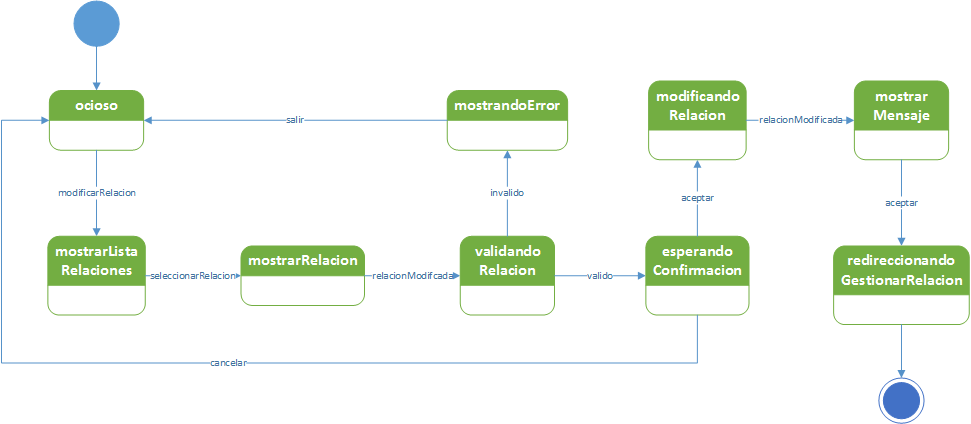 ocioso
mostrandoError
modificando
Relacion
mostrar
Mensaje
salir
relacionModificada
modificarRelacion
invalido
aceptar
aceptar
mostrarLista
Relaciones
seleccionarRelacion
mostrarRelacion
relacionModifcada
validando
Relacion
valido
esperando
Confirmacion
redireccionando
GestionarRelacion
cancelar